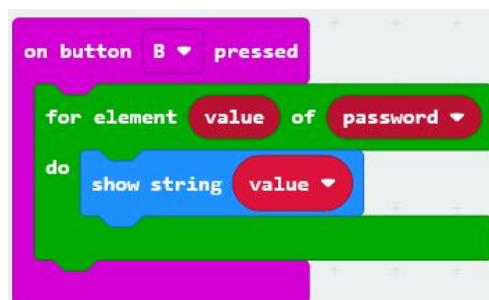 on button B pressed
for element value of password
do
show string value